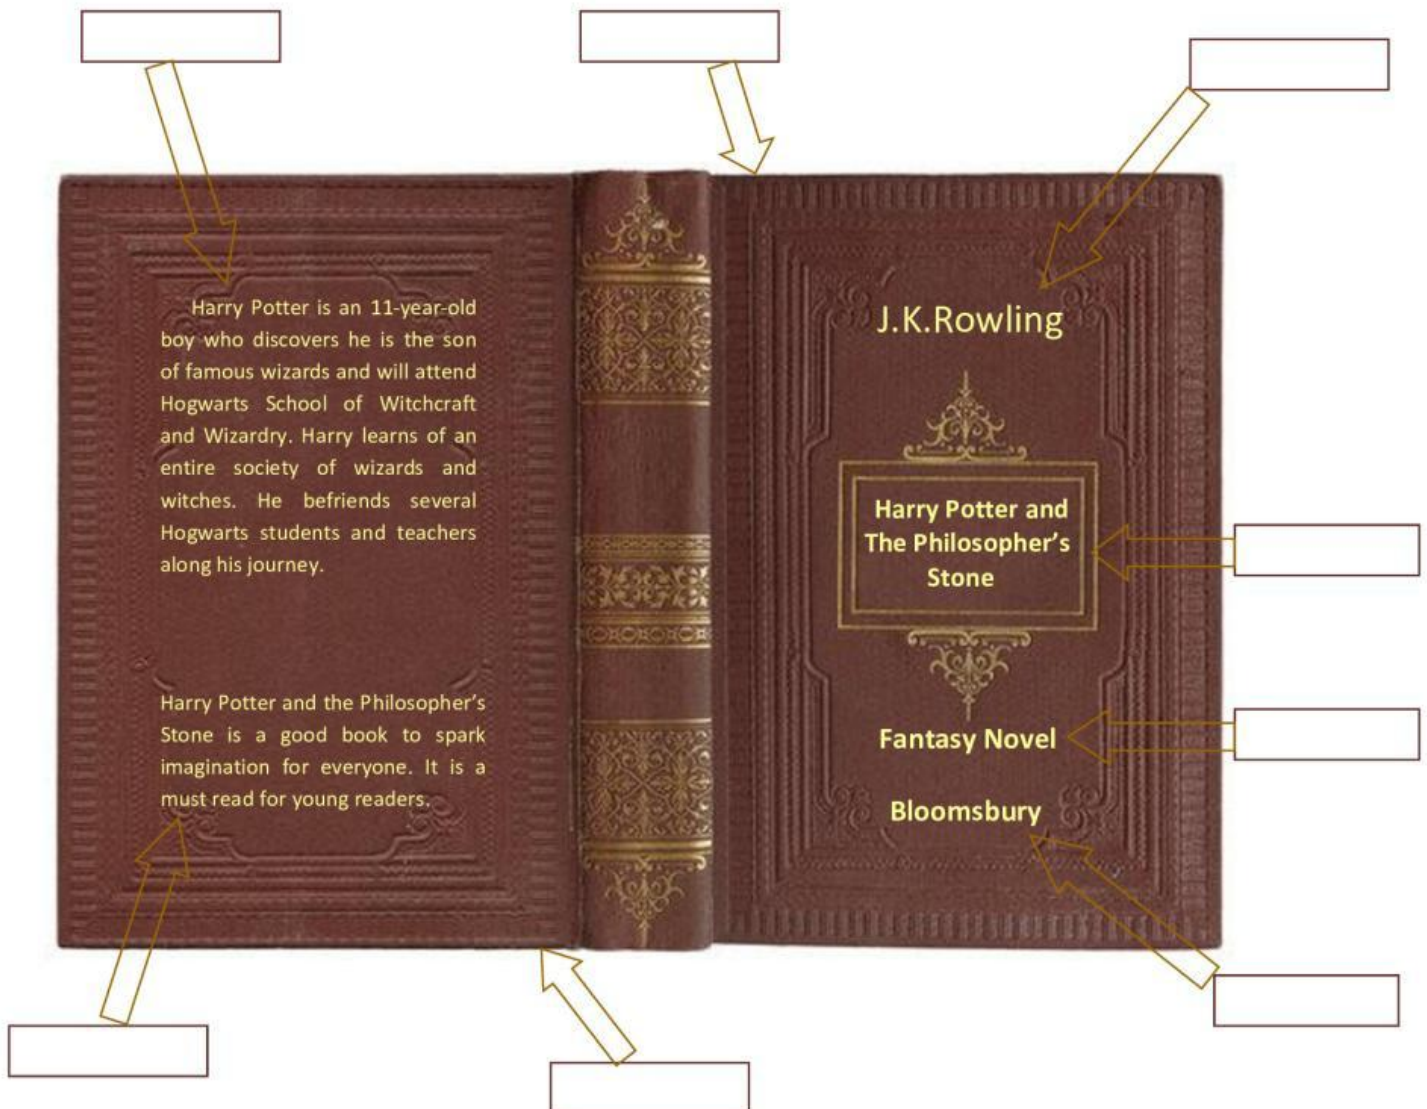 Harry Potter is an 11-year-old
boy who discovers he is the son
of famous wizards and will attend
Hogwarts School of Witchcraft
and Wizardry. Harry learns of an
entire society of wizards and
witches. He befriends several
Hogwarts students and teachers
along his journey.
Harry Potter and the Philosopher’s
Stone is a good book to spark
imagination for everyone. It is a
must read for young readers.
J.K.Rowling
Harry Potter and
The Philosopher’s
Stone
Fantasy Novel
Bloomsbury